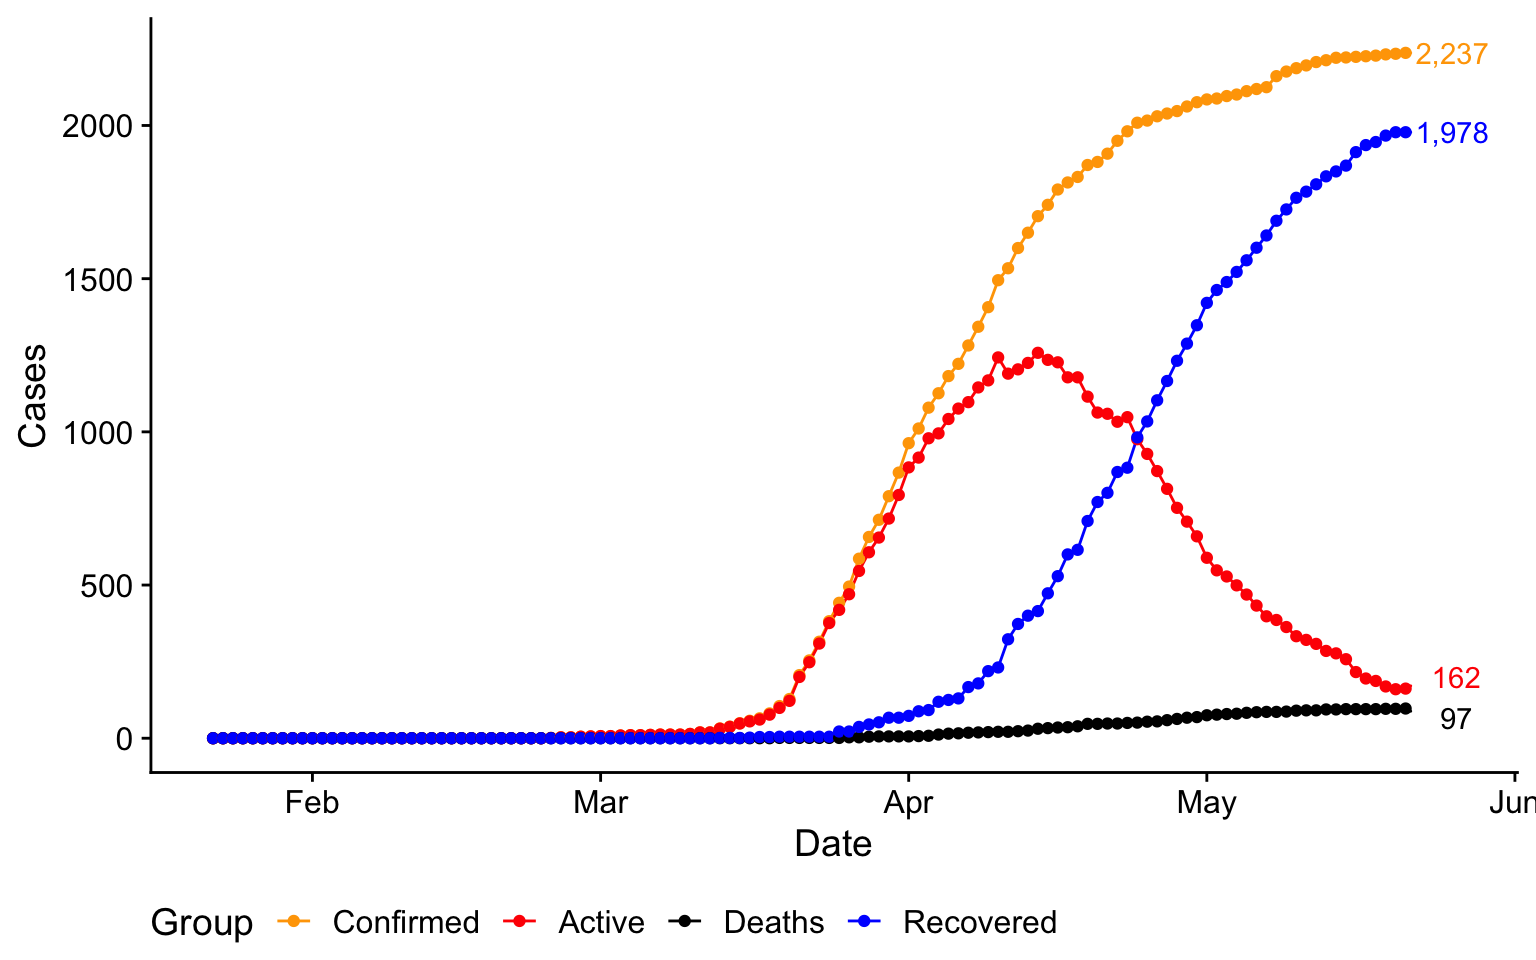 2,237
2000
1,978
1500
Cases
1000
500
162
97
0
Feb Mar Apr May Jun
Date
Group Confirmed Active Deaths Recovered